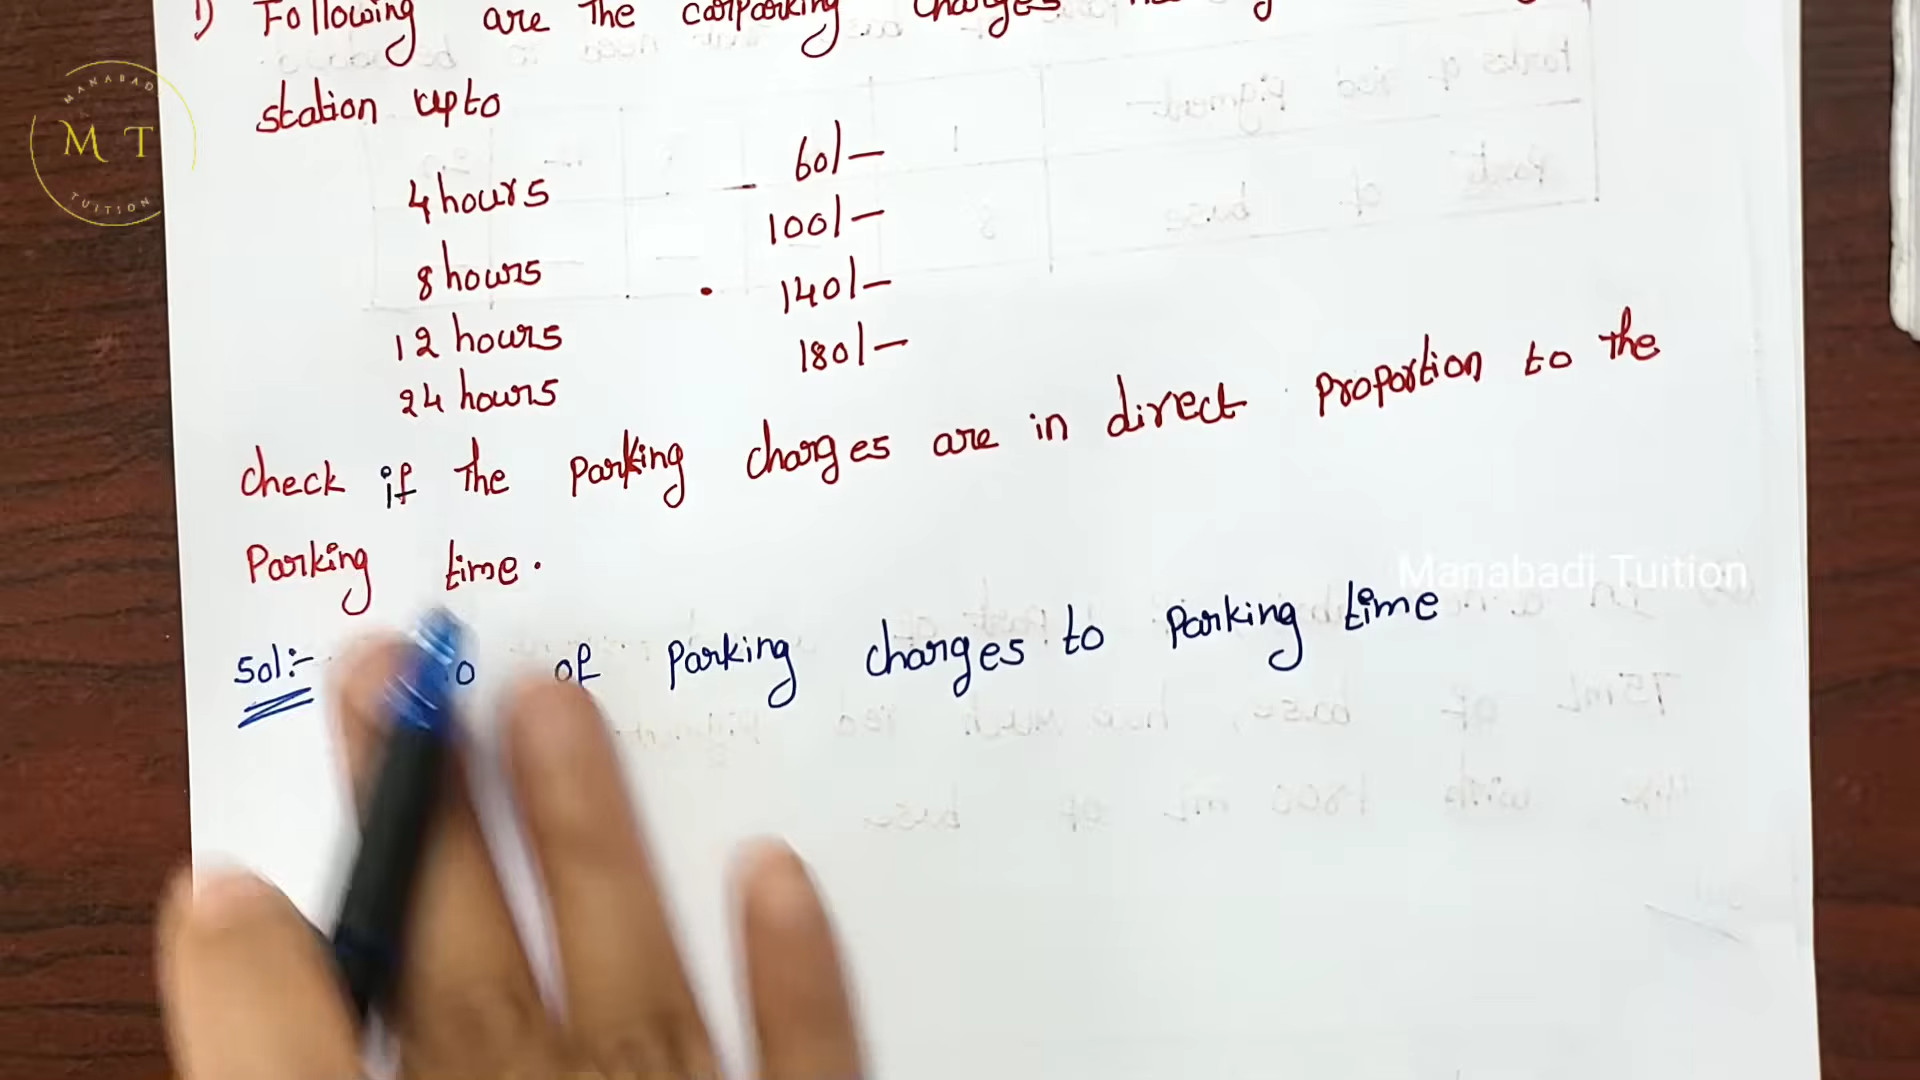 1) Following are the carparking charges
station upto
4 hours 60/-
8 hours 100/-
12 hours 140/-
24 hours 180/-
check if the parking charges are in direct proportion to the
Parking time.
Sol:- of parking charges to parking time
MANABADI
M T
TUITION
Manabadi Tuition